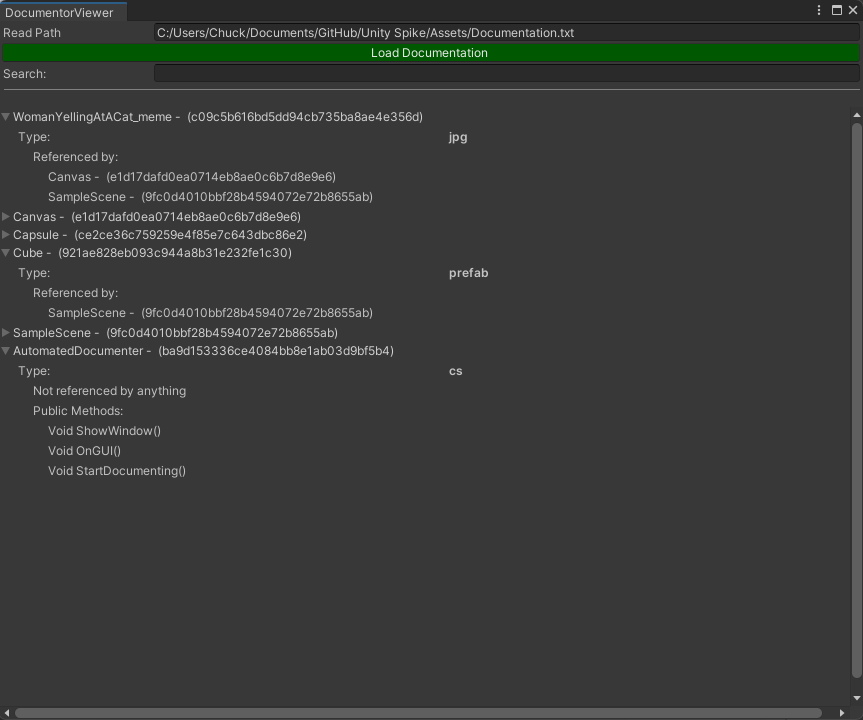 DocumentorViewer
Read Path C:/Users/Chuck/Documents/GitHub/Unity Spike/Assets/Documentation.txt
Load Documentation
Search:
WomanYellingAtACat_meme - (c09c5b616bd5dd94cb735ba8ae4e356d)
Type: jpg
Referenced by:
Canvas - (e1d17dafd0ea0714eb8ae0c6b7d8e9e6)
SampleScene - (9fc0d4010bbf28b4594072e72b8655ab)
Canvas - (e1d17dafd0ea0714eb8ae0c6b7d8e9e6)
Capsule - (ce2ce36c759259e4f85e7c643dbc86e2)
Cube - (921ae828eb093c944a8b31e232fe1c30)
Type: prefab
Referenced by:
SampleScene - (9fc0d4010bbf28b4594072e72b8655ab)
SampleScene - (9fc0d4010bbf28b4594072e72b8655ab)
AutomatedDocumenter - (ba9d153336ce4084bb8e1ab03d9bf5b4)
Type: cs
Not referenced by anything
Public Methods:
Void ShowWindow()
Void OnGUI()
Void StartDocumenting()